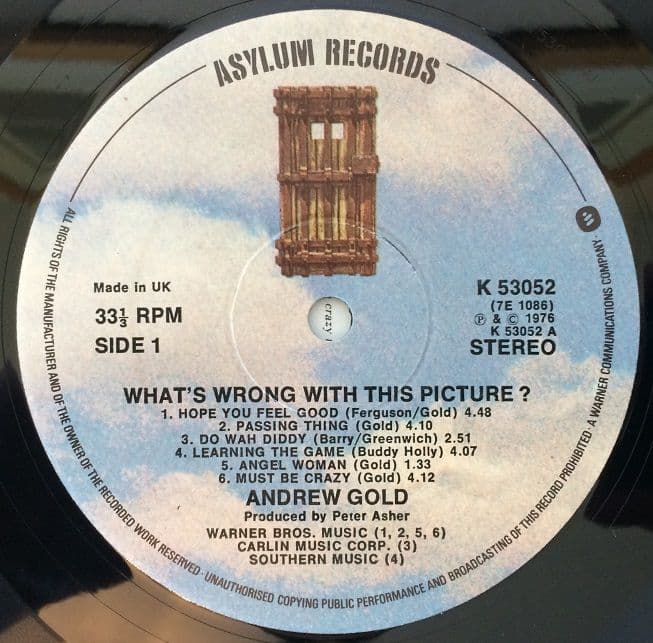 ASYLUM RECORDS
Made in UK
33⅓ RPM
SIDE 1
K 53052
(7E 1086)
Ⓟ & © 1976
K 53052 A
STEREO
crazy
WHAT'S WRONG WITH THIS PICTURE?
1. HOPE YOU FEEL GOOD (Ferguson/Gold) 4.48
2. PASSING THING (Gold) 4.10
3. DO WAH DIDDY (Barry/Greenwich) 2.51
4. LEARNING THE GAME (Buddy Holly) 4.07
5. ANGEL WOMAN (Gold) 1.33
6. MUST BE CRAZY (Gold) 4.12
ANDREW GOLD
Produced by Peter Asher
WARNER BROS. MUSIC (1, 2, 5, 6)
CARLIN MUSIC CORP. (3)
SOUTHERN MUSIC (4)
ALL RIGHTS OF THE MANUFACTURER AND OF THE OWNER OF THE RECORDED WORK RESERVED · UNAUTHORISED COPYING PUBLIC PERFORMANCE AND BROADCASTING OF THIS RECORD PROHIBITED · A WARNER COMMUNICATIONS COMPANY ·